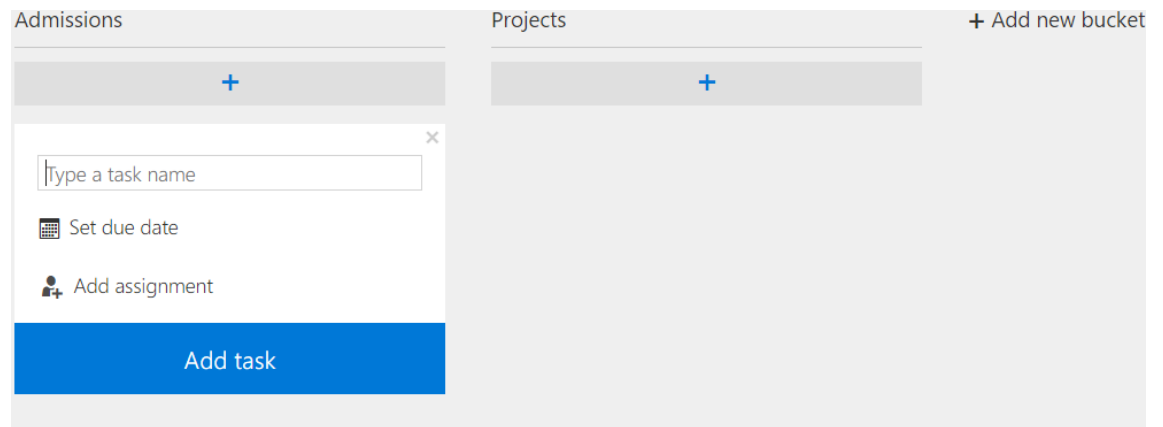 Admissions
Projects
+ Add new bucket
+
+
×
Type a task name
Set due date
Add assignment
Add task